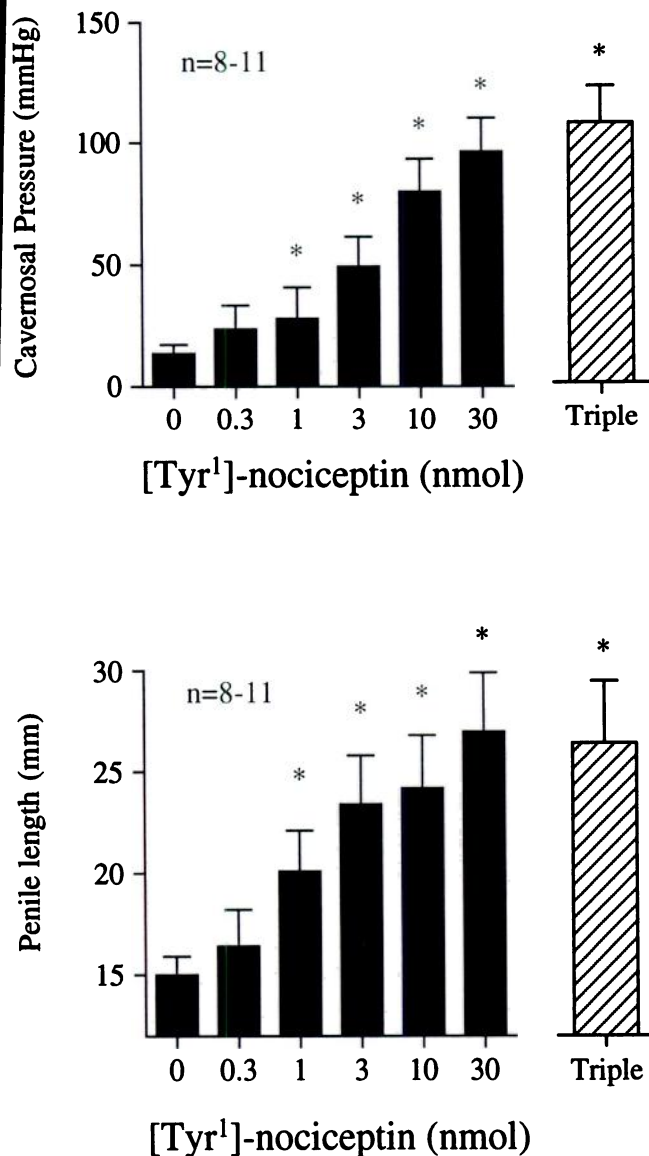 Cavernosal Pressure (mmHg)
150
100
50
0
n=8-11
*
*
*
*
*
0 0.3 1 3 10 30
Triple
[Tyr¹]-nociceptin (nmol)
Penile length (mm)
30
25
20
15
n=8-11
*
*
*
*
*
0 0.3 1 3 10 30
Triple
[Tyr¹]-nociceptin (nmol)